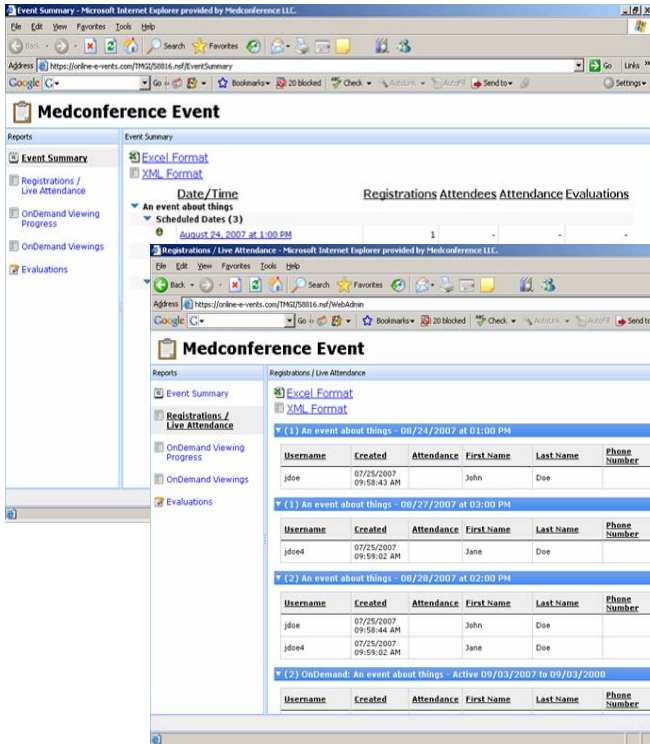 Event Summary - Microsoft Internet Explorer provided by Medconference LLC.
File Edit View Favorites Tools Help
Back Search Favorites
Address https://online-e-vents.com/TMGI/58816.nsf/EventSummary Go Links »
Google G Go Bookmarks 20 blocked Check AutoLink AutoFill Send to Settings
Medconference Event
Reports
Event Summary
Registrations /
Live Attendance
OnDemand Viewing
Progress
OnDemand Viewings
Evaluations
Event Summary
Excel Format
XML Format
Date/Time Registrations Attendees Attendance Evaluations
An event about things
Scheduled Dates (3)
August 24, 2007 at 1:00 PM 1 - - -
Registrations / Live Attendance - Microsoft Internet Explorer provided by Medconference LLC.
File Edit View Favorites Tools Help
Back Search Favorites
Address https://online-e-vents.com/TMGI/58816.nsf/WebAdmin
Google G Go Bookmarks 20 blocked Check AutoLink AutoFill Send to
Medconference Event
Reports
Event Summary
Registrations /
Live Attendance
OnDemand Viewing
Progress
OnDemand Viewings
Evaluations
Registrations / Live Attendance
Excel Format
XML Format
(1) An event about things - 08/24/2007 at 01:00 PM
Username Created Attendance First Name Last Name Phone Number
jdoe 07/25/2007 09:58:43 AM John Doe
(1) An event about things - 08/27/2007 at 03:00 PM
Username Created Attendance First Name Last Name Phone Number
jdoe4 07/25/2007 09:59:02 AM Jane Doe
(2) An event about things - 08/28/2007 at 02:00 PM
Username Created Attendance First Name Last Name Phone Number
jdoe 07/25/2007 09:58:44 AM John Doe
jdoe4 07/25/2007 09:59:02 AM Jane Doe
(2) OnDemand: An event about things - Active 09/03/2007 to 09/03/2008
Username Created Attendance First Name Last Name Phone Number